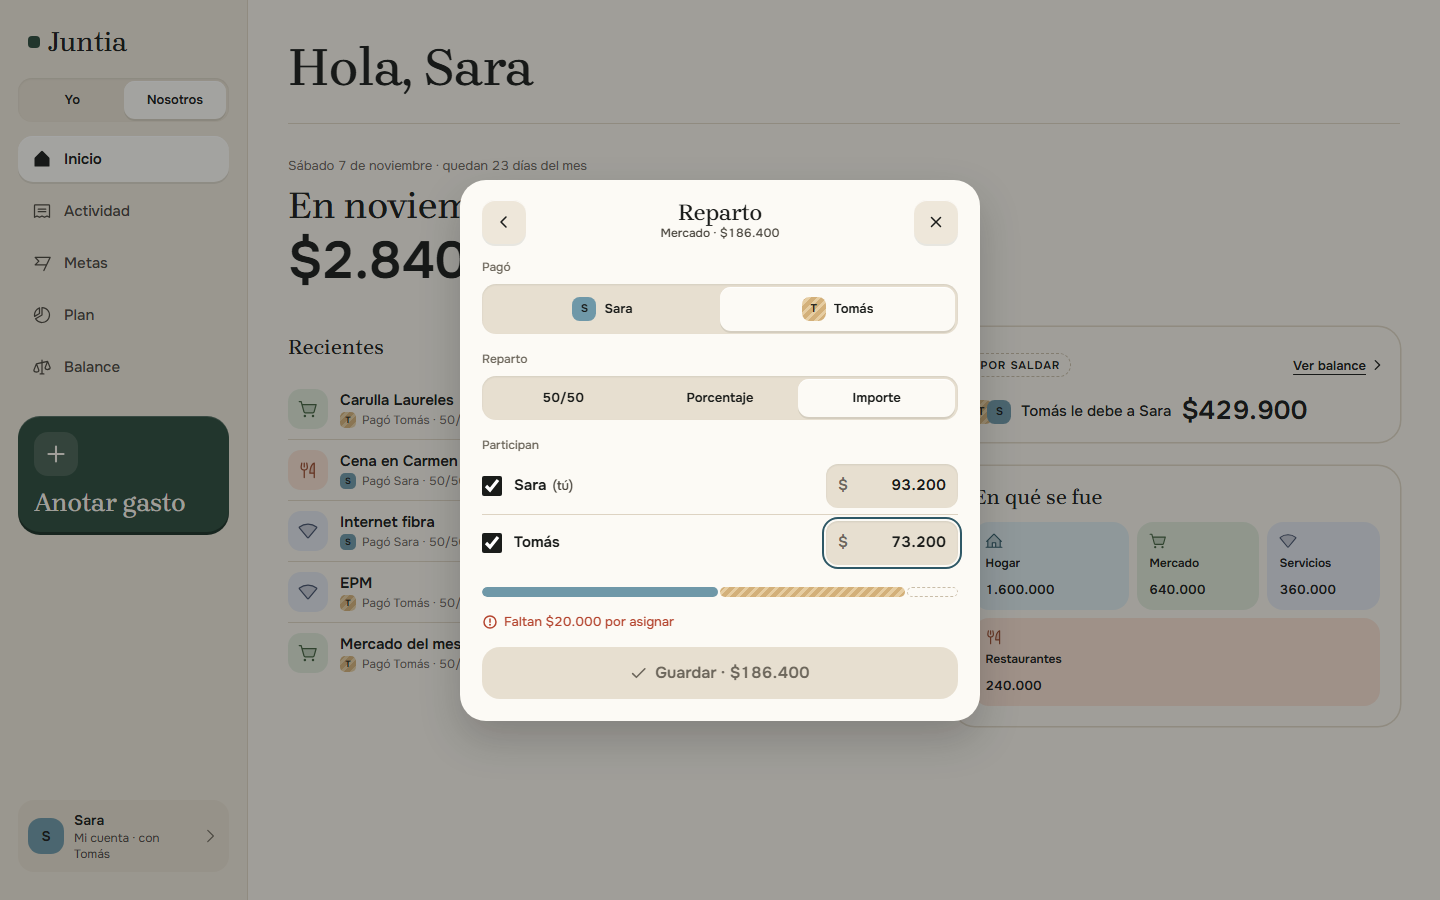 Juntia
Yo
Nosotros
Inicio
Actividad
Metas
Plan
Balance
Anotar gasto
S
Sara
Mi cuenta · con
Tomás
Hola, Sara
Sábado 7 de noviembre · quedan 23 días del mes
En noviem
$2.840
Recientes
Carulla Laureles
T Pagó Tomás · 50/
Cena en Carmen
S Pagó Sara · 50/5
Internet fibra
S Pagó Sara · 50/5
EPM
T Pagó Tomás · 50/
Mercado del mes
T Pagó Tomás · 50/
Reparto
Mercado · $186.400
Pagó
S Sara
T Tomás
Reparto
50/50
Porcentaje
Importe
Participan
Sara (tú)
$ 93.200
Tomás
$ 73.200
Faltan $20.000 por asignar
Guardar · $186.400
POR SALDAR
Ver balance
T S Tomás le debe a Sara $429.900
En qué se fue
Hogar
1.600.000
Mercado
640.000
Servicios
360.000
Restaurantes
240.000